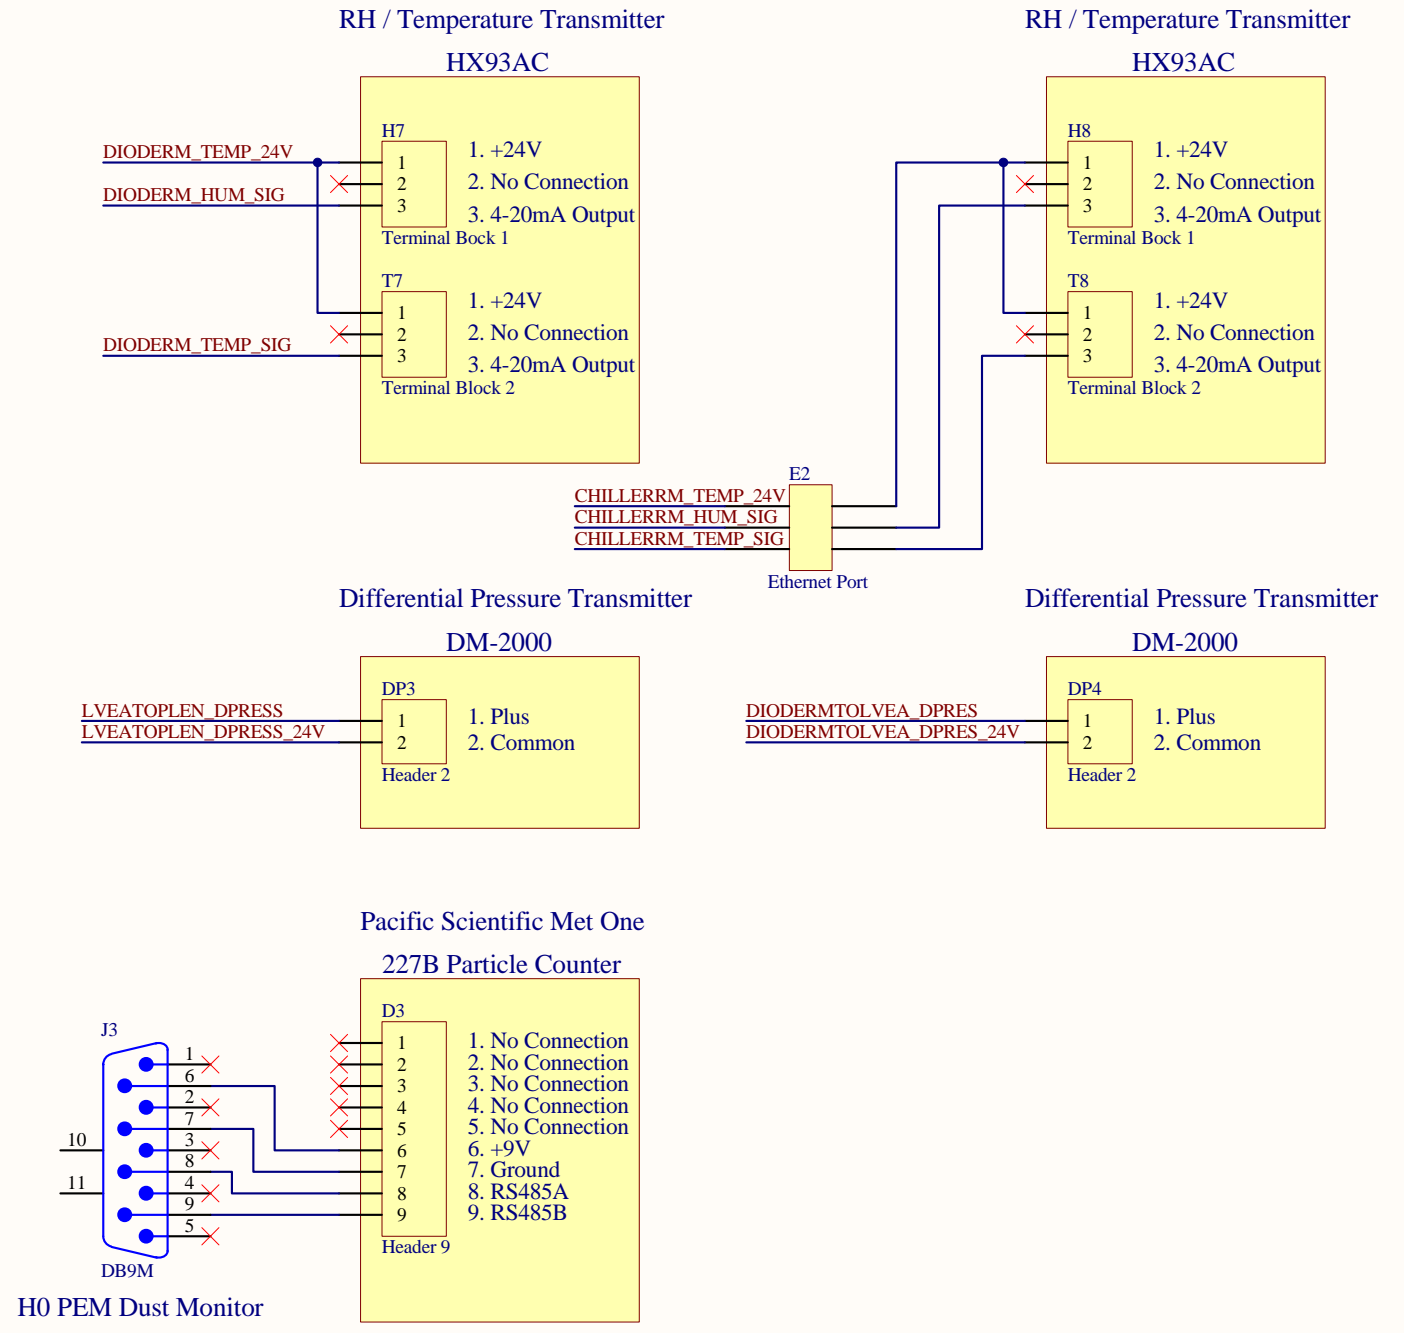 RH / Temperature Transmitter
HX93AC
H7
DIODERM_TEMP_24V
DIODERM_HUM_SIG
1
2
3
1. +24V
2. No Connection
3. 4-20mA Output
Terminal Bock 1
T7
DIODERM_TEMP_SIG
1
2
3
1. +24V
2. No Connection
3. 4-20mA Output
Terminal Block 2
RH / Temperature Transmitter
HX93AC
H8
1
2
3
1. +24V
2. No Connection
3. 4-20mA Output
Terminal Bock 1
T8
1
2
3
1. +24V
2. No Connection
3. 4-20mA Output
Terminal Block 2
E2
CHILLERRM_TEMP_24V
CHILLERRM_HUM_SIG
CHILLERRM_TEMP_SIG
Ethernet Port
Differential Pressure Transmitter
DM-2000
DP3
LVEATOPLEN_DPRESS
LVEATOPLEN_DPRESS_24V
1
2
1. Plus
2. Common
Header 2
Differential Pressure Transmitter
DM-2000
DP4
DIODERMTOLVEA_DPRES
DIODERMTOLVEA_DPRES_24V
1
2
1. Plus
2. Common
Header 2
Pacific Scientific Met One
227B Particle Counter
D3
1
2
3
4
5
6
7
8
9
1. No Connection
2. No Connection
3. No Connection
4. No Connection
5. No Connection
6. +9V
7. Ground
8. RS485A
9. RS485B
Header 9
J3
1
6
2
7
3
8
4
9
5
10
11
DB9M
H0 PEM Dust Monitor